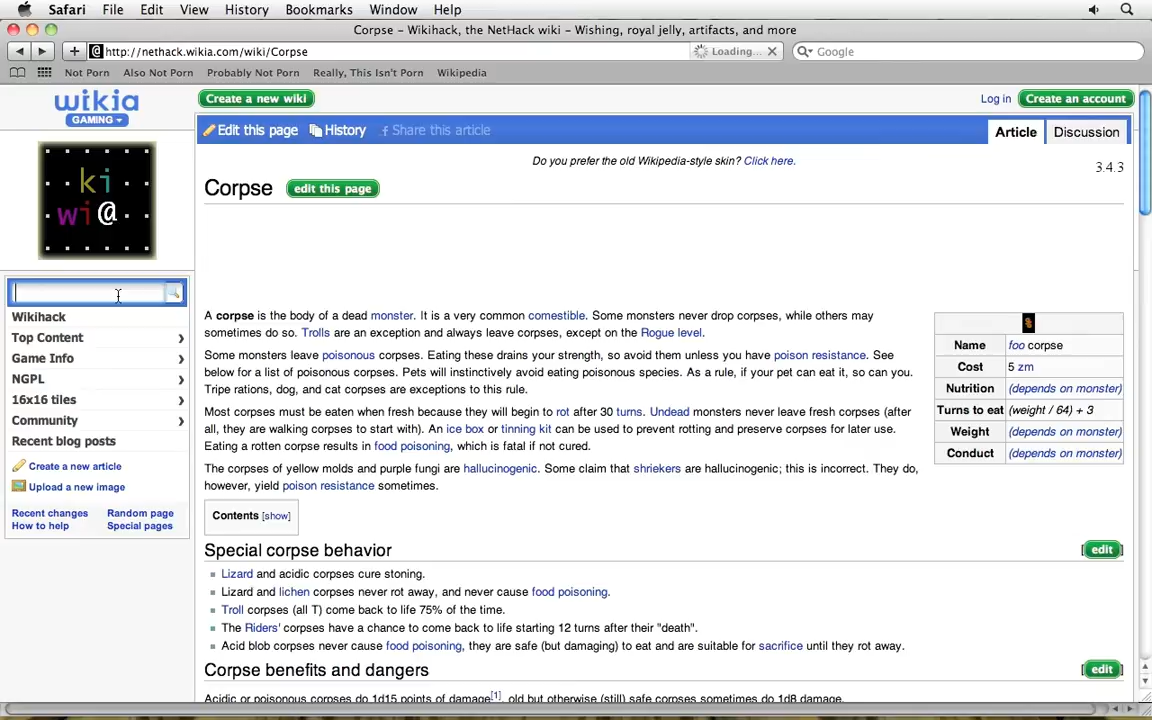 Safari File Edit View History Bookmarks Window Help
Corpse – Wikihack, the NetHack wiki – Wishing, royal jelly, artifacts, and more
@ http://nethack.wikia.com/wiki/Corpse Loading... Google
Not Porn Also Not Porn Probably Not Porn Really, This Isn't Porn Wikipedia
wikia
GAMING
Create a new wiki
Log in Create an account
Edit this page History Share this article Article Discussion
Do you prefer the old Wikipedia-style skin? Click here.
3.4.3
ki
wi@
Corpse edit this page
Wikihack
Top Content
Game Info
NGPL
16x16 tiles
Community
Recent blog posts
Create a new article
Upload a new image
Recent changes Random page
How to help Special pages
A corpse is the body of a dead monster. It is a very common comestible. Some monsters never drop corpses, while others may
sometimes do so. Trolls are an exception and always leave corpses, except on the Rogue level.
Some monsters leave poisonous corpses. Eating these drains your strength, so avoid them unless you have poison resistance. See
below for a list of poisonous corpses. Pets will instinctively avoid eating poisonous species. As a rule, if your pet can eat it, so can you.
Tripe rations, dog, and cat corpses are exceptions to this rule.
Most corpses must be eaten when fresh because they will begin to rot after 30 turns. Undead monsters never leave fresh corpses (after
all, they are walking corpses to start with). An ice box or tinning kit can be used to prevent rotting and preserve corpses for later use.
Eating a rotten corpse results in food poisoning, which is fatal if not cured.
The corpses of yellow molds and purple fungi are hallucinogenic. Some claim that shriekers are hallucinogenic; this is incorrect. They do,
however, yield poison resistance sometimes.
Name foo corpse
Cost 5 zm
Nutrition (depends on monster)
Turns to eat (weight / 64) + 3
Weight (depends on monster)
Conduct (depends on monster)
Contents [show]
Special corpse behavior [edit]
Lizard and acidic corpses cure stoning.
Lizard and lichen corpses never rot away, and never cause food poisoning.
Troll corpses (all T) come back to life 75% of the time.
The Riders' corpses have a chance to come back to life starting 12 turns after their "death".
Acid blob corpses never cause food poisoning, they are safe (but damaging) to eat and are suitable for sacrifice until they rot away.
Corpse benefits and dangers [edit]
Acidic or poisonous corpses do 1d15 points of damage[1], old but otherwise (still) safe corpses sometimes do 1d8 damage.